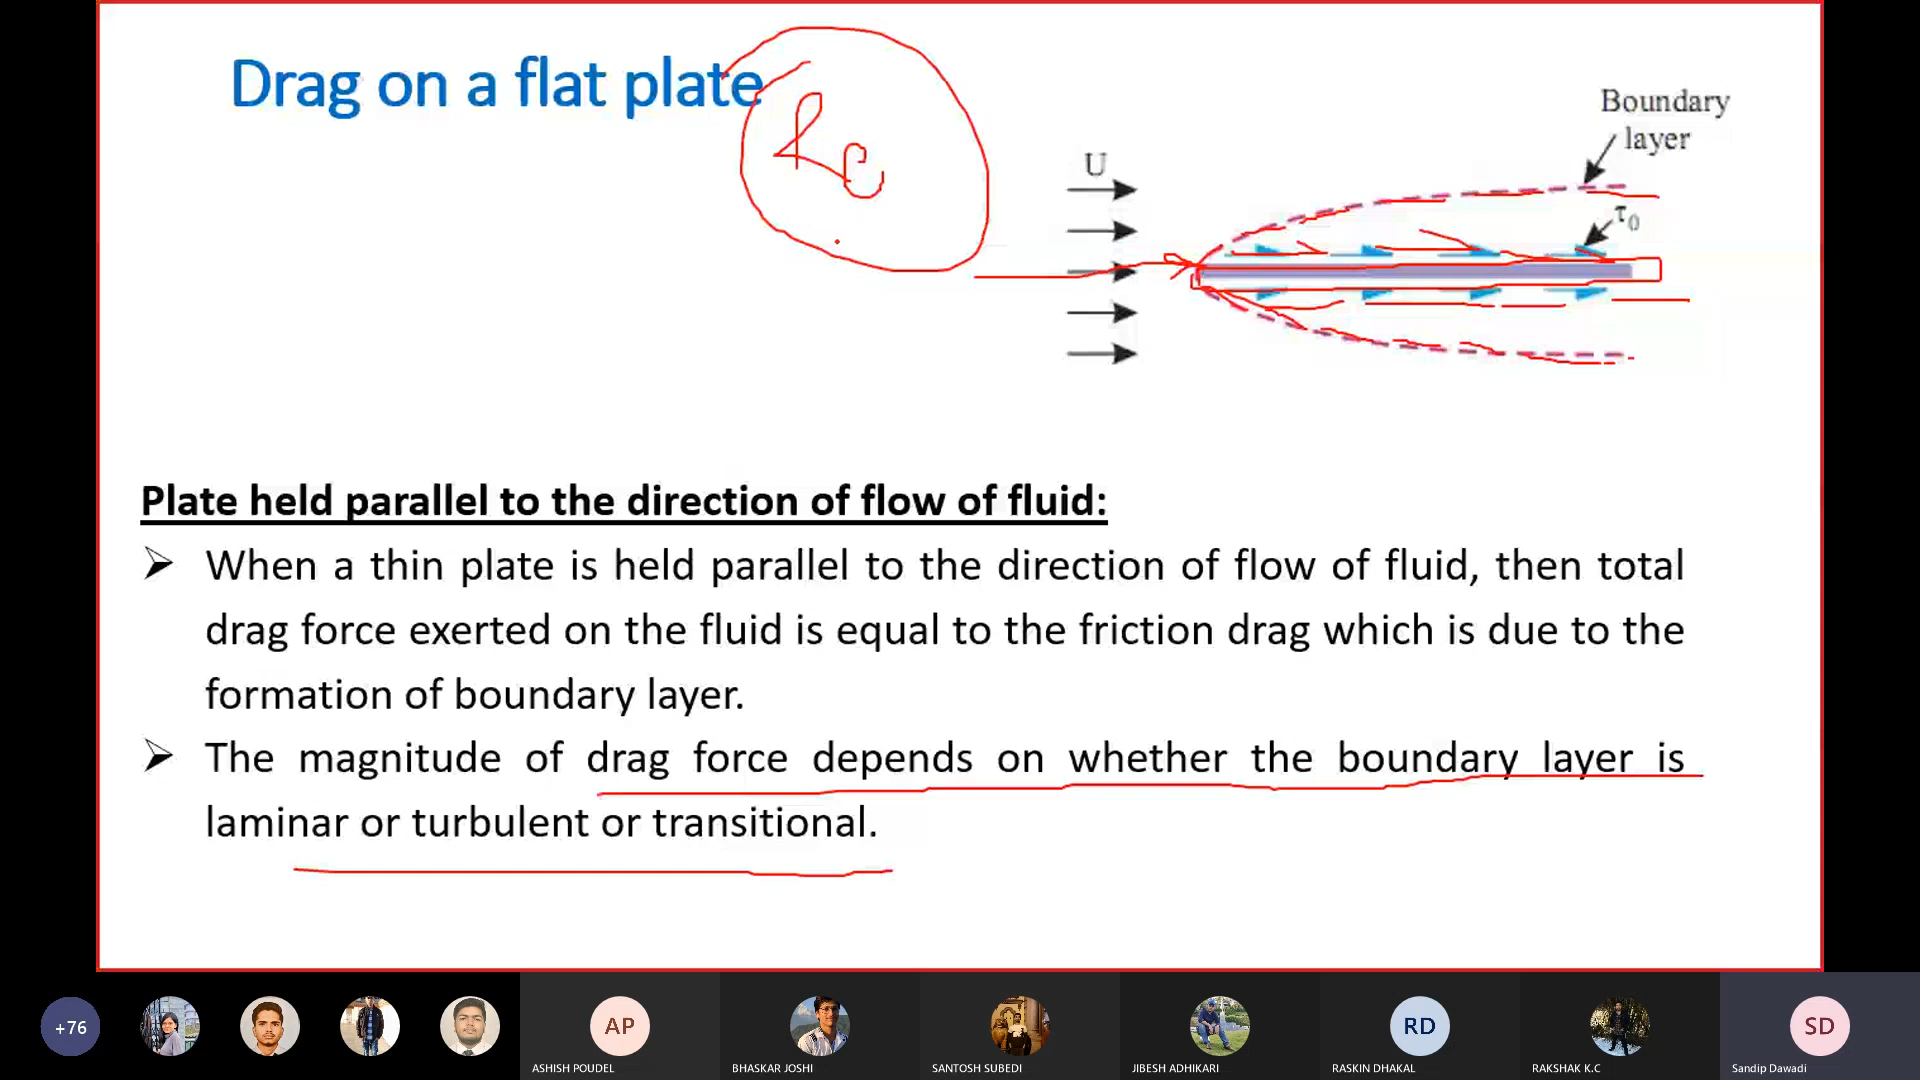 Drag on a flat plate
Re
Boundary
layer
U
τ0
Plate held parallel to the direction of flow of fluid:
➢ When a thin plate is held parallel to the direction of flow of fluid, then total
drag force exerted on the fluid is equal to the friction drag which is due to the
formation of boundary layer.
➢ The magnitude of drag force depends on whether the boundary layer is
laminar or turbulent or transitional.
+76
AP
RD
SD
ASHISH POUDEL
BHASKAR JOSHI
SANTOSH SUBEDI
JIBESH ADHIKARI
RASKIN DHAKAL
RAKSHAK K.C
Sandip Dawadi